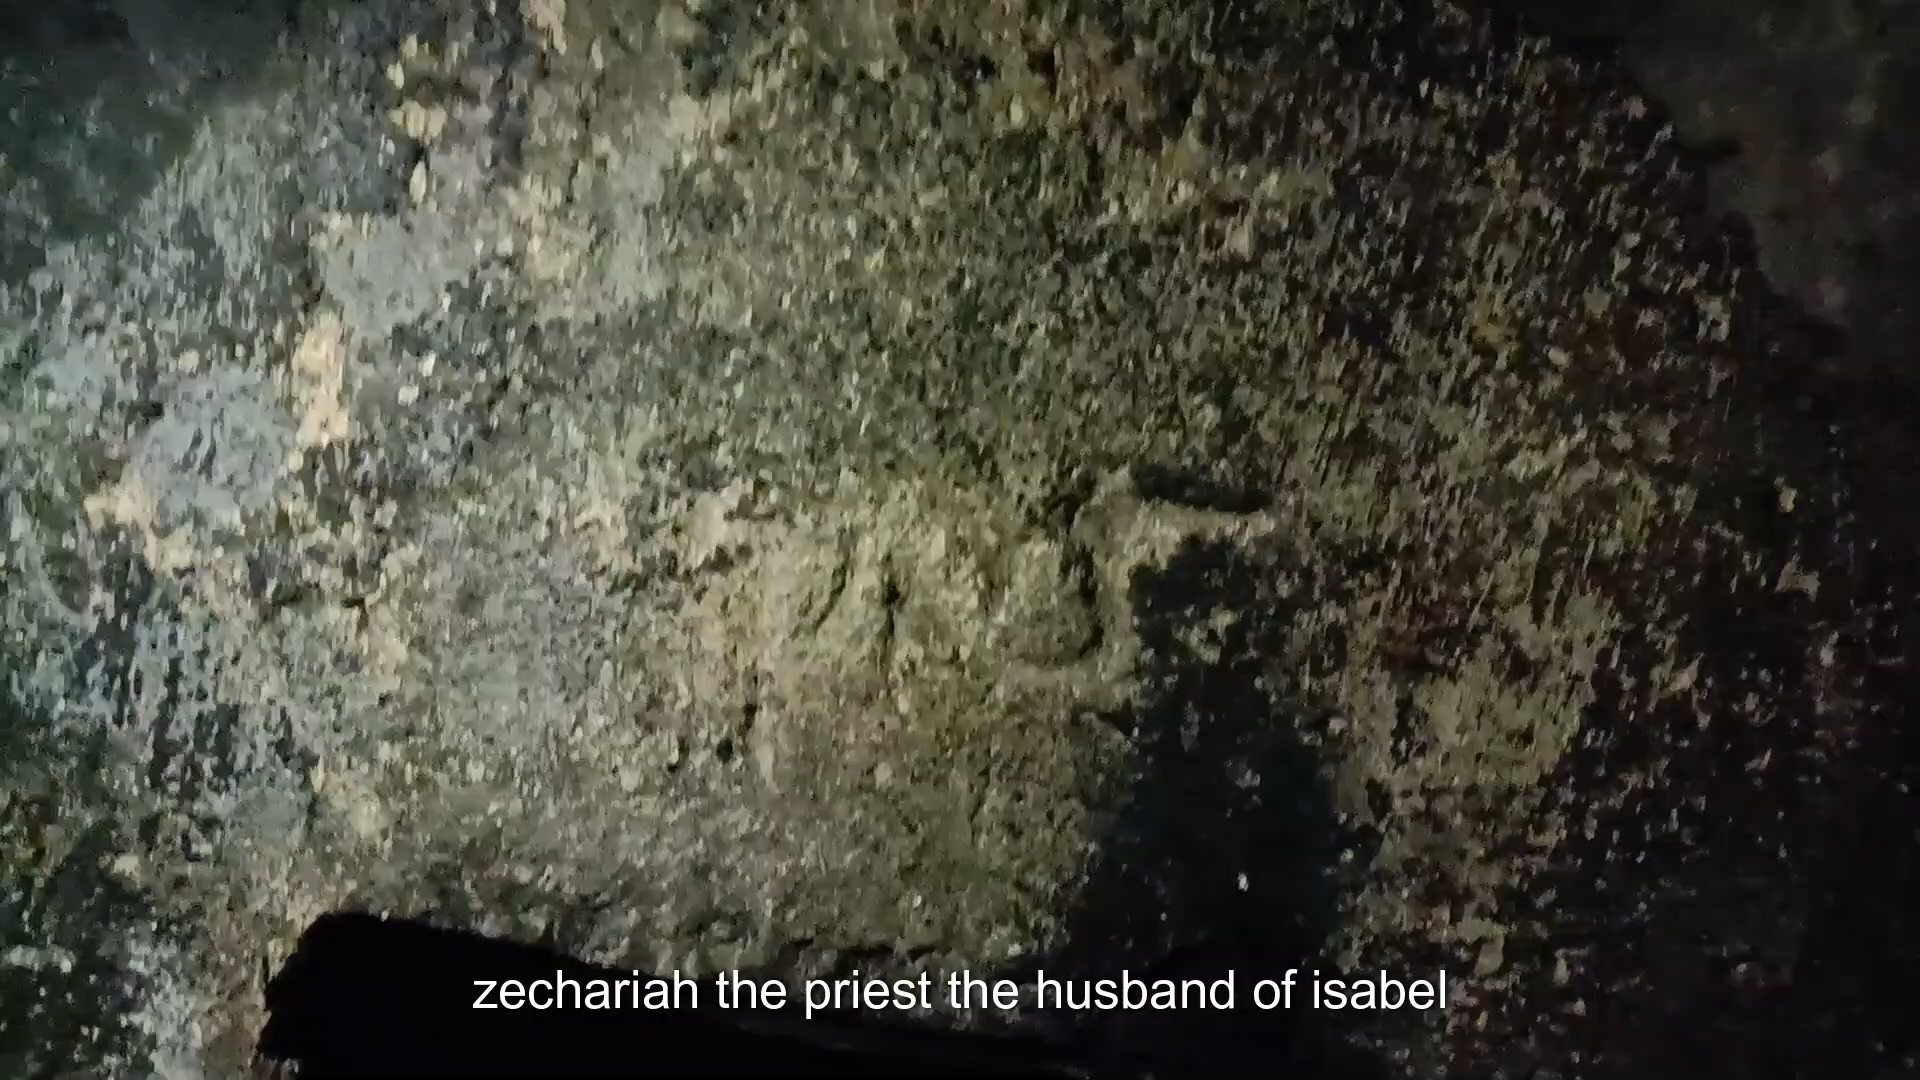 zechariah the priest the husband of isabel